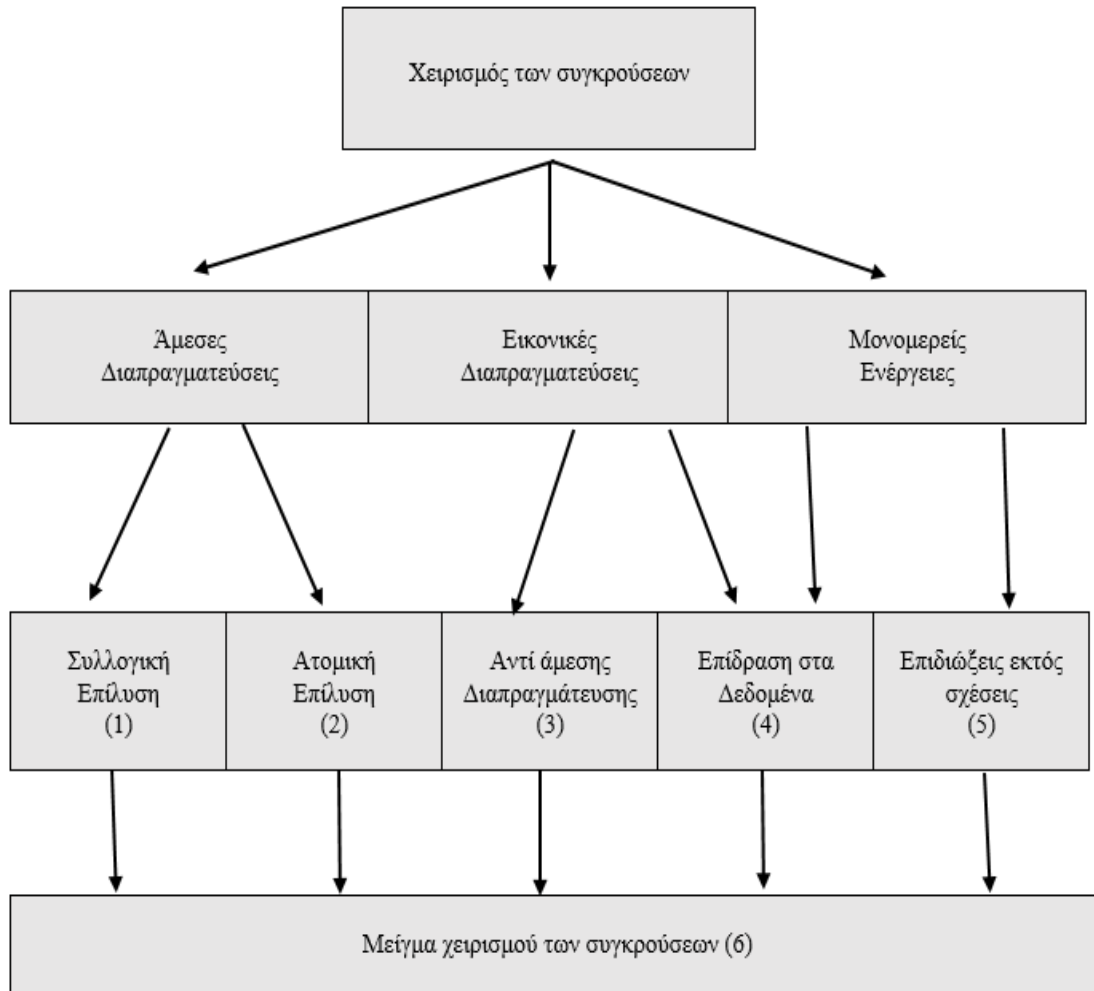 Χειρισμός των συγκρούσεων
Άμεσες
Διαπραγματεύσεις
Εικονικές
Διαπραγματεύσεις
Μονομερείς
Ενέργειες
Συλλογική
Επίλυση
(1)
Ατομική
Επίλυση
(2)
Αντί άμεσης
Διαπραγμάτευσης
(3)
Επίδραση στα
Δεδομένα
(4)
Επιδιώξεις εκτός
σχέσεις
(5)
Μείγμα χειρισμού των συγκρούσεων (6)